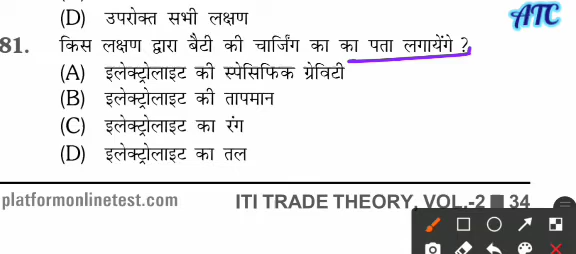 (D) उपरोक्त सभी लक्षण
ATC
81. किस लक्षण द्वारा बैटी की चार्जिंग का का पता लगायेंगे ?
(A) इलेक्ट्रोलाइट की स्पेसिफिक ग्रेविटी
(B) इलेक्ट्रोलाइट की तापमान
(C) इलेक्ट्रोलाइट का रंग
(D) इलेक्ट्रोलाइट का तल
platformonlinetest.com ITI TRADE THEORY, VOL.-2 ■ 34